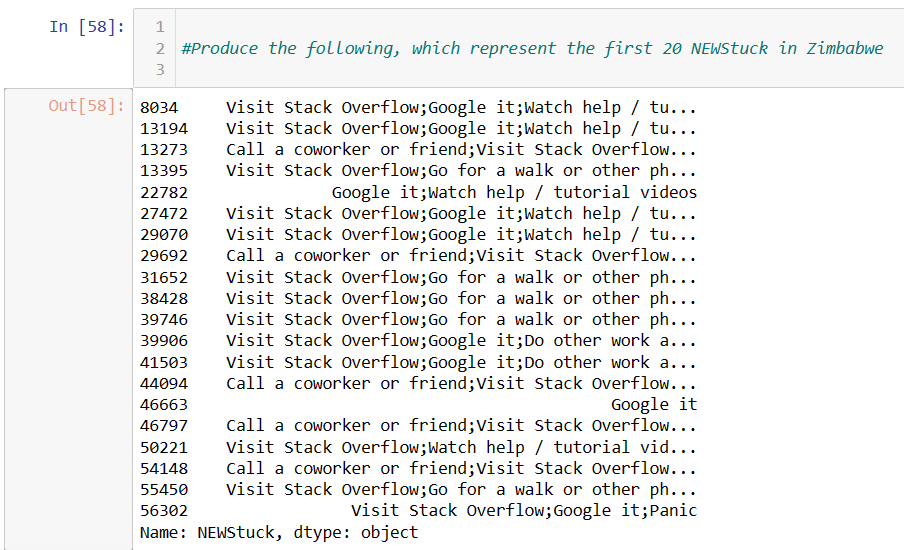 In [58]:
1
2 #Produce the following, which represent the first 20 NEWStuck in Zimbabwe
3
Out[58]:
8034 Visit Stack Overflow;Google it;Watch help / tu...
13194 Visit Stack Overflow;Google it;Watch help / tu...
13273 Call a coworker or friend;Visit Stack Overflow...
13395 Visit Stack Overflow;Go for a walk or other ph...
22782 Google it;Watch help / tutorial videos
27472 Visit Stack Overflow;Google it;Watch help / tu...
29070 Visit Stack Overflow;Google it;Watch help / tu...
29692 Call a coworker or friend;Visit Stack Overflow...
31652 Visit Stack Overflow;Go for a walk or other ph...
38428 Visit Stack Overflow;Go for a walk or other ph...
39746 Visit Stack Overflow;Go for a walk or other ph...
39906 Visit Stack Overflow;Google it;Do other work a...
41503 Visit Stack Overflow;Google it;Do other work a...
44094 Call a coworker or friend;Visit Stack Overflow...
46663 Google it
46797 Call a coworker or friend;Visit Stack Overflow...
50221 Visit Stack Overflow;Watch help / tutorial vid...
54148 Call a coworker or friend;Visit Stack Overflow...
55450 Visit Stack Overflow;Go for a walk or other ph...
56302 Visit Stack Overflow;Google it;Panic
Name: NEWStuck, dtype: object